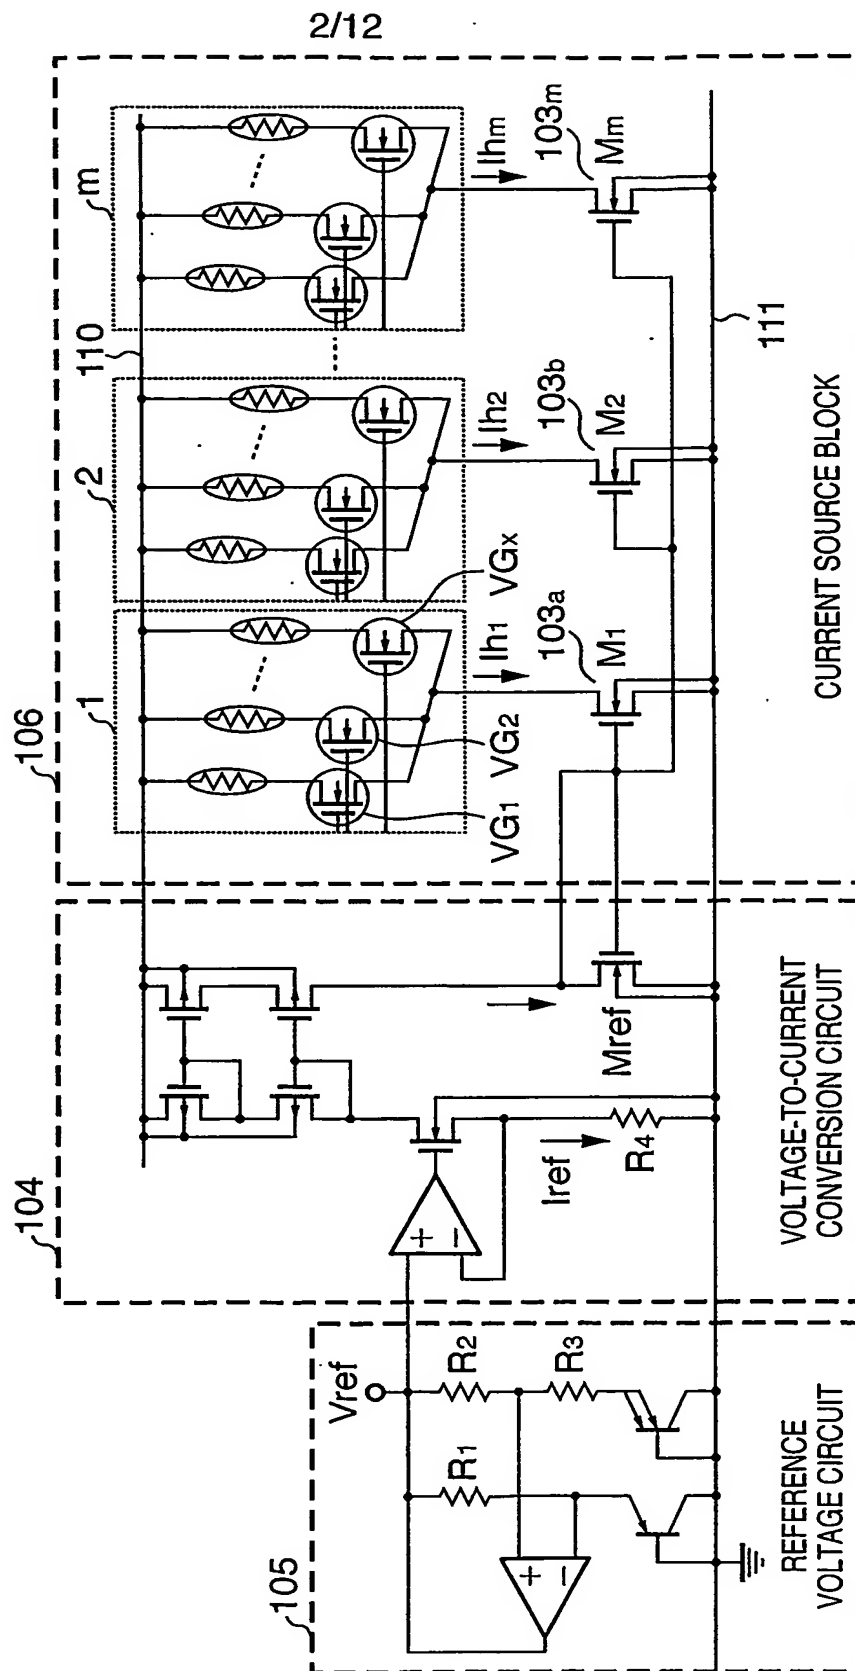 2/12
105
Vref
R1
R2
R3
+
−
REFERENCE
VOLTAGE CIRCUIT
104
+
−
Iref
R4
Mref
VOLTAGE-TO-CURRENT
CONVERSION CIRCUIT
106
110
1
2
m
VG1
VG2
VGx
Ih1
Ih2
Ihm
103a
103b
103m
M1
M2
Mm
111
CURRENT SOURCE BLOCK